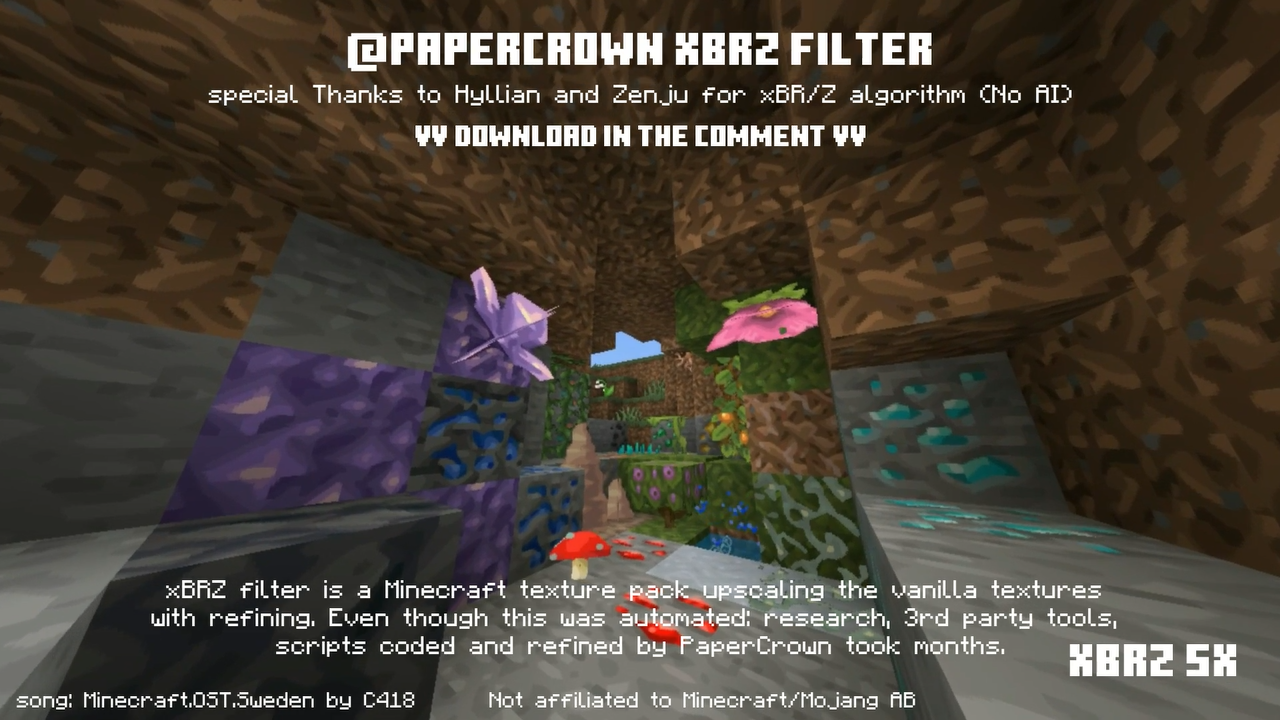 @PAPERCROWN XBRZ FILTER
special Thanks to Hyllian and Zenju for xBR/Z algorithm (No AI)
VV DOWNLOAD IN THE COMMENT VV
xBRZ filter is a Minecraft texture pack upscaling the vanilla textures
with refining. Even though this was automated: research, 3rd party tools,
scripts coded and refined by PaperCrown took months.
XBRZ 5X
song: Minecraft.OST.Sweden by C418
Not affiliated to Minecraft/Mojang AB